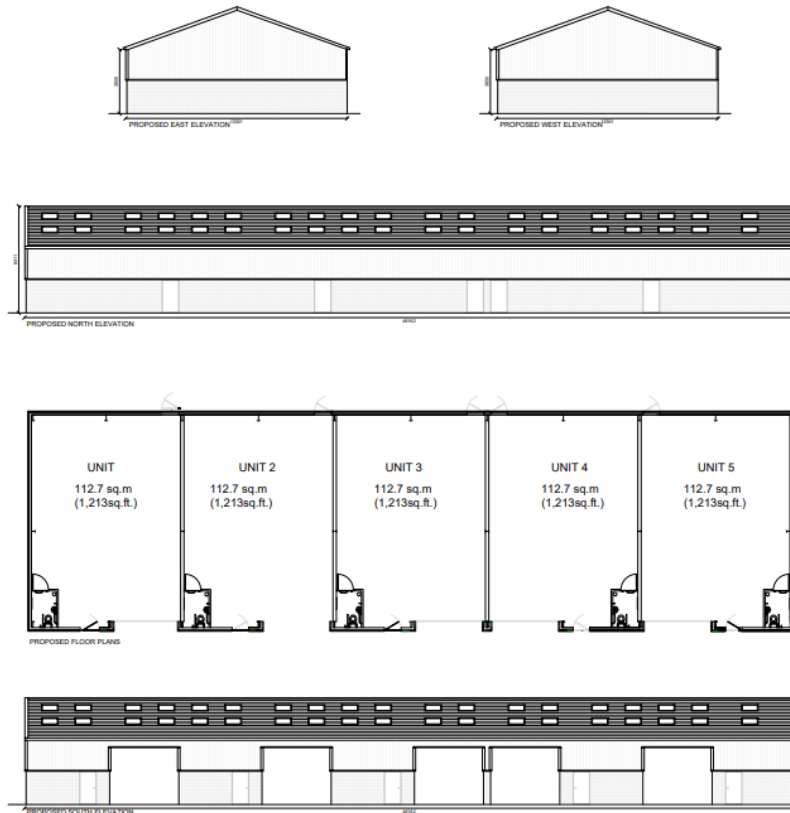 PROPOSED EAST ELEVATION
PROPOSED WEST ELEVATION
PROPOSED NORTH ELEVATION
UNIT
112.7 sq.m
(1,213sq.ft.)
UNIT 2
112.7 sq.m
(1,213sq.ft.)
UNIT 3
112.7 sq.m
(1,213sq.ft.)
UNIT 4
112.7 sq.m
(1,213sq.ft.)
UNIT 5
112.7 sq.m
(1,213sq.ft.)
PROPOSED FLOOR PLANS
PROPOSED SOUTH ELEVATION